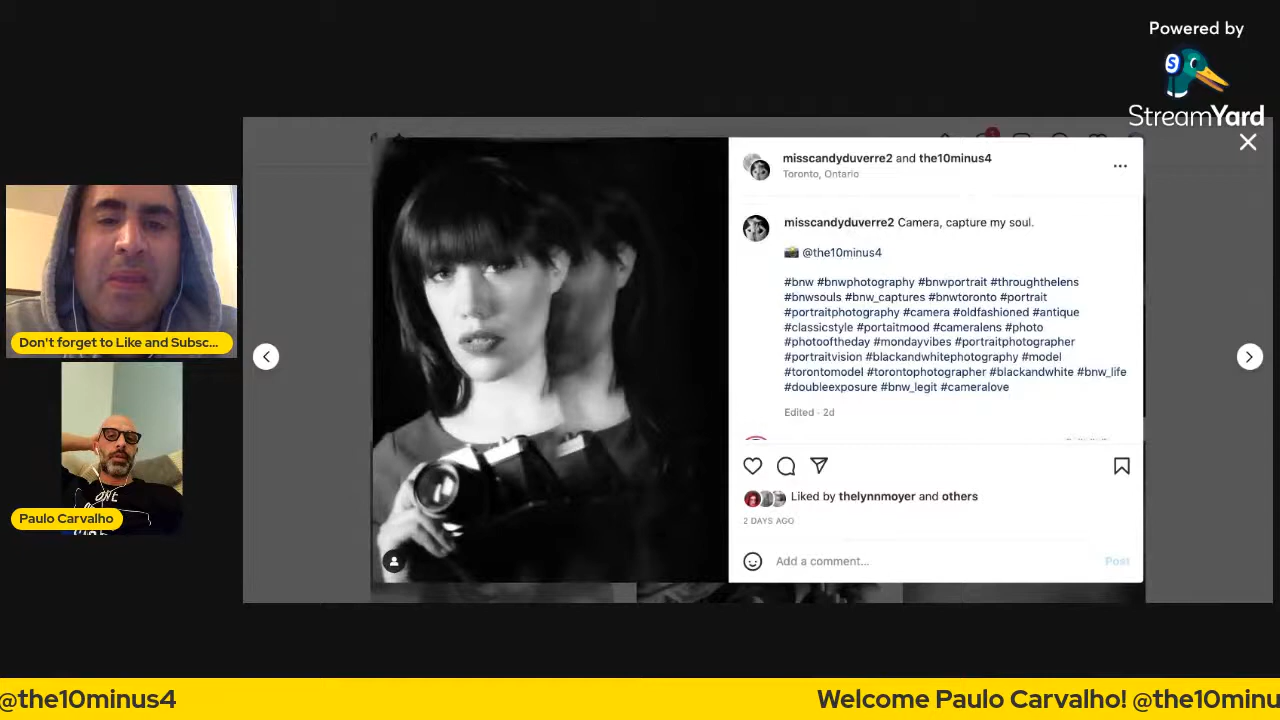 Powered by
StreamYard
misscandyduverre2 and the10minus4
Toronto, Ontario
misscandyduverre2 Camera, capture my soul.
@the10minus4
#bnw #bnwphotography #bnwportrait #throughthelens
#bnwsouls #bnw_captures #bnwtoronto #portrait
#portraitphotography #camera #oldfashioned #antique
#classicstyle #portaitmood #cameralens #photo
#photooftheday #mondayvibes #portraitphotographer
#portraitvision #blackandwhitephotography #model
#torontomodel #torontophotographer #blackandwhite #bnw_life
#doubleexposure #bnw_legit #cameralove
Edited · 2d
Liked by thelynnmoyer and others
2 DAYS AGO
Add a comment...
Post
Don't forget to Like and Subsc...
Paulo Carvalho
@the10minus4
Welcome Paulo Carvalho! @the10minu